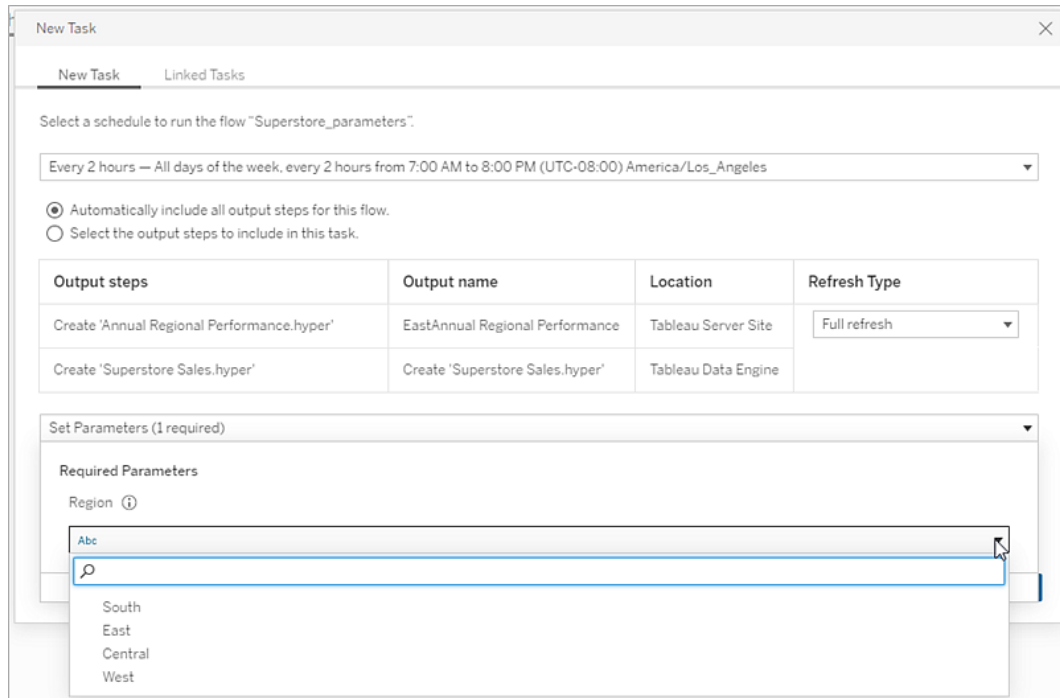 New Task
New Task Linked Tasks
Select a schedule to run the flow "Superstore_parameters".
Every 2 hours — All days of the week, every 2 hours from 7:00 AM to 8:00 PM (UTC-08:00) America/Los_Angeles
Automatically include all output steps for this flow.
Select the output steps to include in this task.
Output steps Output name Location Refresh Type
Create 'Annual Regional Performance.hyper' EastAnnual Regional Performance Tableau Server Site Full refresh
Create 'Superstore Sales.hyper' Create 'Superstore Sales.hyper' Tableau Data Engine
Set Parameters (1 required)
Required Parameters
Region
Abc
South
East
Central
West